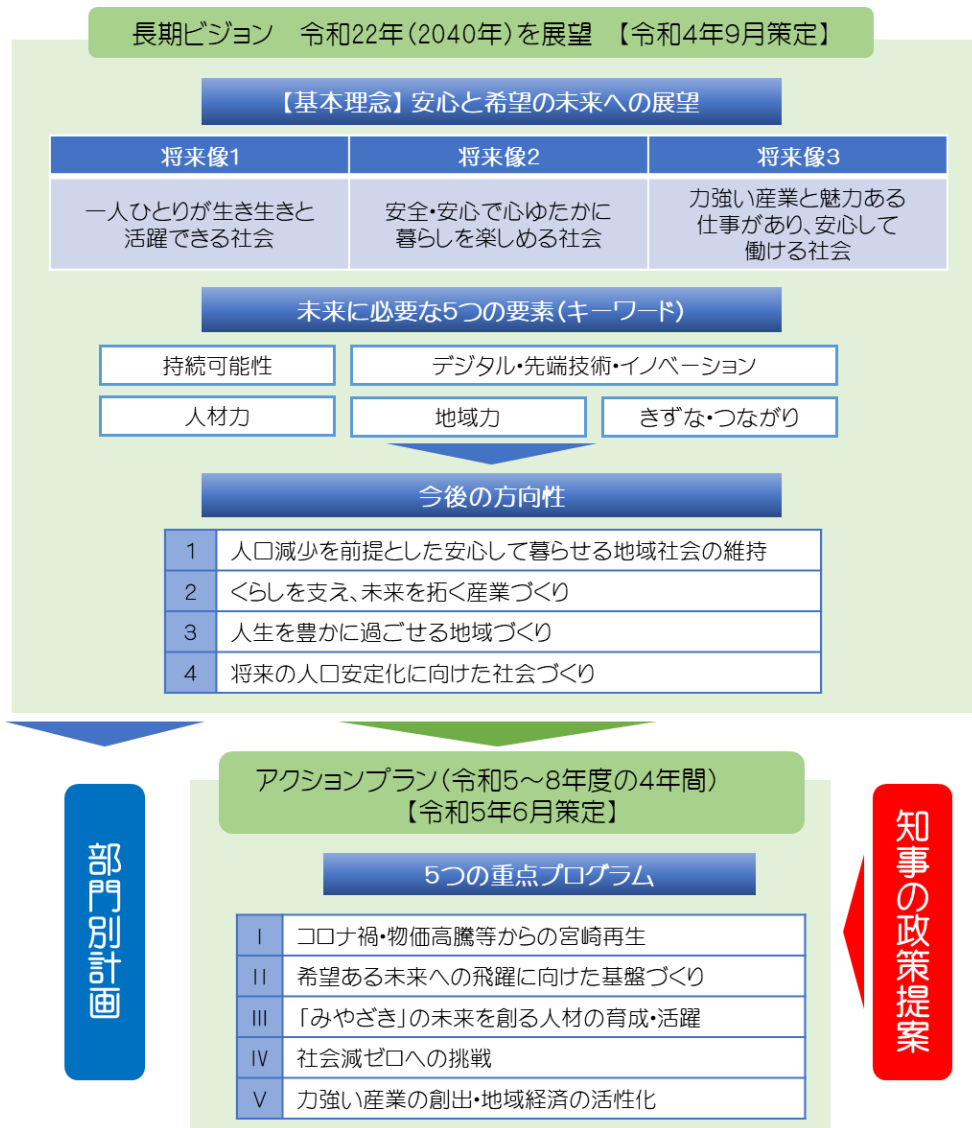 長期ビジョン　令和22年(2040年)を展望　【令和4年9月策定】
【基本理念】安心と希望の未来への展望
将来像1
将来像2
将来像3
一人ひとりが生き生きと
活躍できる社会
安全・安心で心ゆたかに
暮らしを楽しめる社会
力強い産業と魅力ある
仕事があり、安心して
働ける社会
未来に必要な5つの要素(キーワード)
持続可能性
デジタル・先端技術・イノベーション
人材力
地域力
きずな・つながり
今後の方向性
1 人口減少を前提とした安心して暮らせる地域社会の維持
2 くらしを支え、未来を拓く産業づくり
3 人生を豊かに過ごせる地域づくり
4 将来の人口安定化に向けた社会づくり
部門別計画
アクションプラン(令和5～8年度の4年間)
【令和5年6月策定】
5つの重点プログラム
I コロナ禍・物価高騰等からの宮崎再生
II 希望ある未来への飛躍に向けた基盤づくり
III 「みやざき」の未来を創る人材の育成・活躍
IV 社会減ゼロへの挑戦
V 力強い産業の創出・地域経済の活性化
知事の政策提案